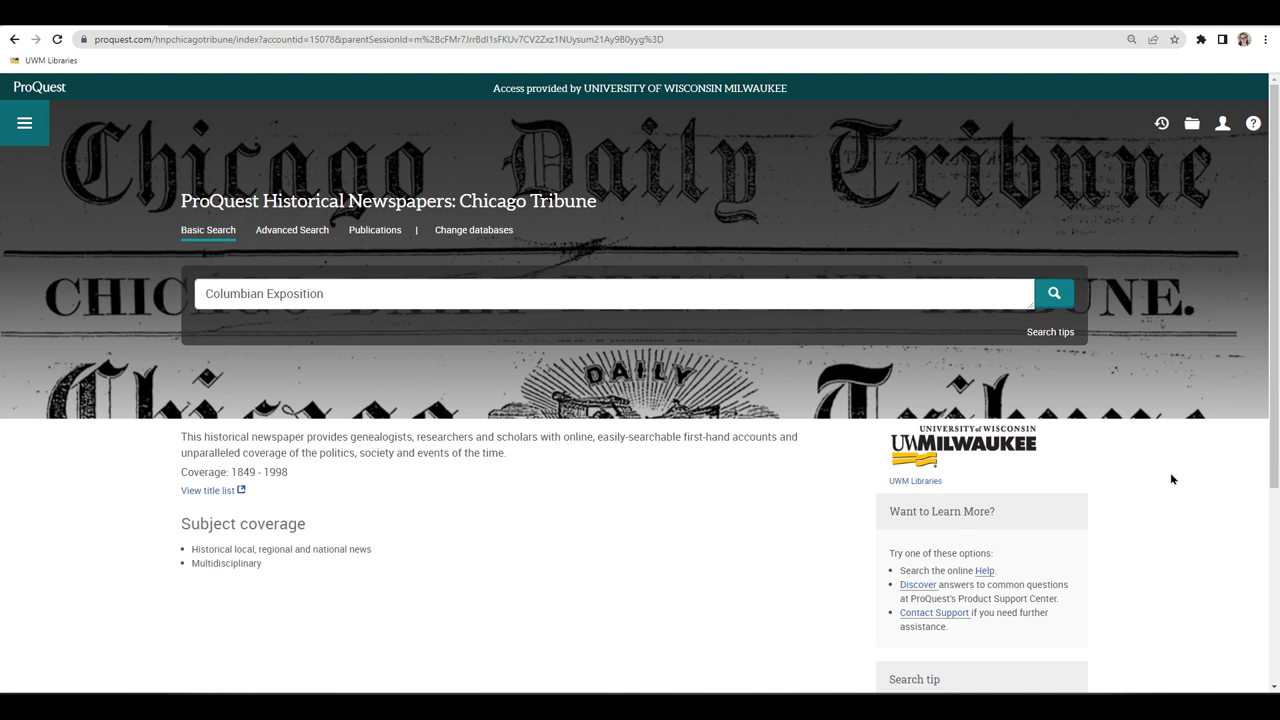 proquest.com/hnpchicagotribune/index?accountid=15078&parentSessionId=m%2BcFMr7JrrBdl1sFKUv7CV2Zxz1NUysum21Ay9B0yyg%3D
UWM Libraries
ProQuest
Access provided by UNIVERSITY OF WISCONSIN MILWAUKEE
Chicago Daily Tribune
ProQuest Historical Newspapers: Chicago Tribune
Basic Search Advanced Search Publications | Change databases
Columbian Exposition
Search tips
DAILY
This historical newspaper provides genealogists, researchers and scholars with online, easily-searchable first-hand accounts and
unparalleled coverage of the politics, society and events of the time.
Coverage: 1849 - 1998
View title list
Subject coverage
• Historical local, regional and national news
• Multidisciplinary
UNIVERSITY of WISCONSIN
UWMILWAUKEE
UWM Libraries
Want to Learn More?
Try one of these options:
• Search the online Help.
• Discover answers to common questions
at ProQuest's Product Support Center.
• Contact Support if you need further
assistance.
Search tip